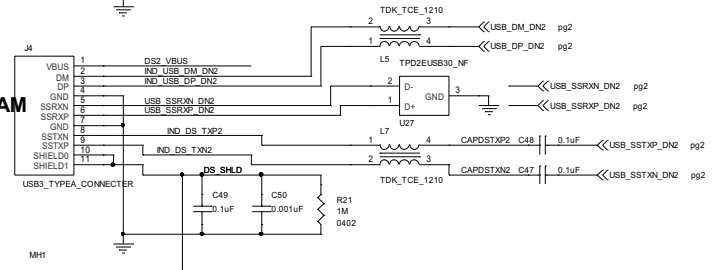 TDK_TCE_1210
2 3
USB_DM_DN2 pg2
1 4
USB_DP_DN2 pg2
L5 TPD2EUSB30_NF
J4
VBUS 1 DS2_VBUS
DM 2 IND_USB_DM_DN2
DP 3 IND_USB_DP_DN2
GND 4
SSRXN 5 USB_SSRXN_DN2
SSRXP 6 USB_SSRXP_DN2
GND 7
SSTXN 8 IND_DS_TXP2
SSTXP 9 IND_DS_TXN2
SHIELD0 10
SHIELD1 11
USB3_TYPEA_CONNECTER
AM
2 D-
GND 3
1 D+
U27
USB_SSRXN_DN2 pg2
USB_SSRXP_DN2 pg2
L7
1 4 CAPDSTXP2 C48 0.1uF USB_SSTXP_DN2 pg2
2 3 CAPDSTXN2 C47 0.1uF USB_SSTXN_DN2 pg2
TDK_TCE_1210
DS_SHLD
C49
0.1uF
C50
0.001uF
R21
1M
0402
MH1